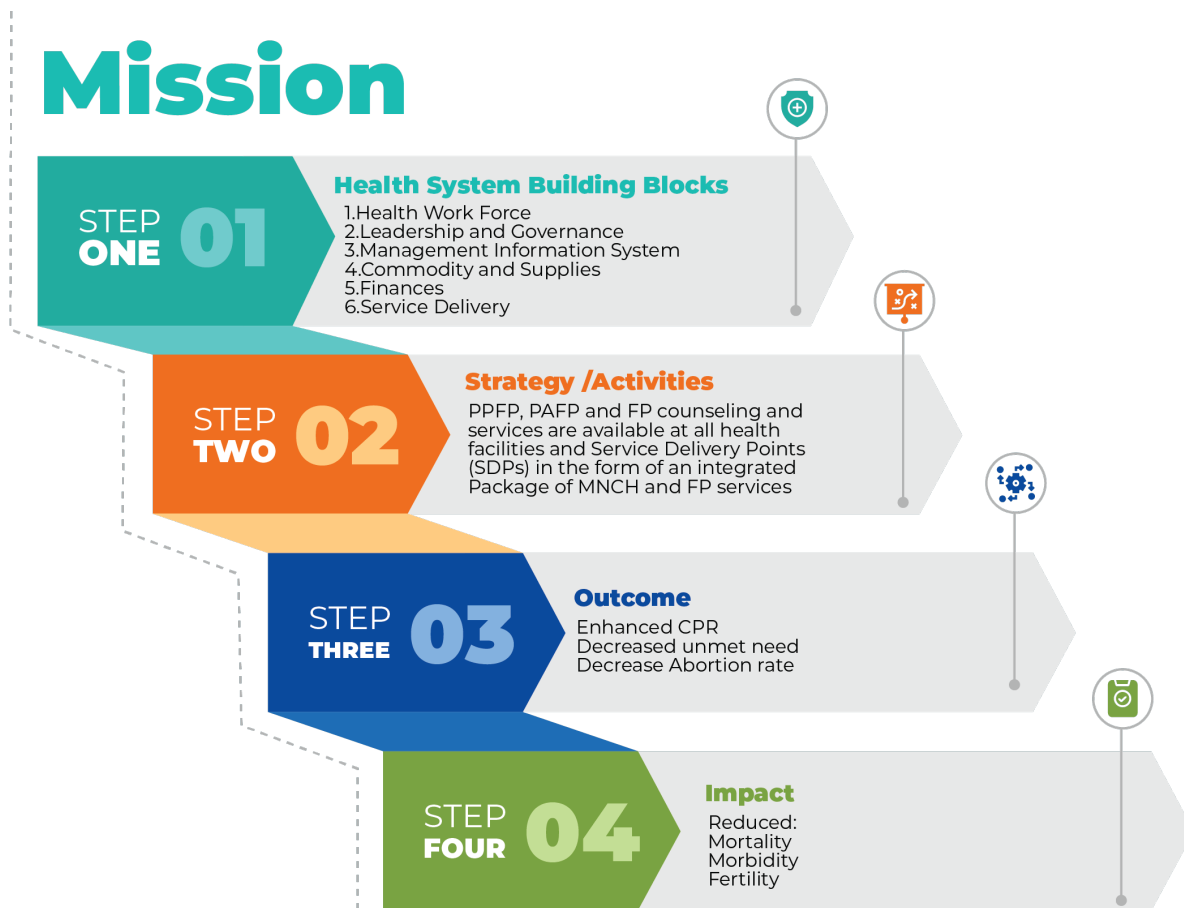 Mission
STEP
ONE
01
Health System Building Blocks
1.Health Work Force
2.Leadership and Governance
3.Management Information System
4.Commodity and Supplies
5.Finances
6.Service Delivery
STEP
TWO
02
Strategy /Activities
PPFP, PAFP and FP counseling and
services are available at all health
facilities and Service Delivery Points
(SDPs) in the form of an integrated
Package of MNCH and FP services
STEP
THREE
03
Outcome
Enhanced CPR
Decreased unmet need
Decrease Abortion rate
STEP
FOUR
04
Impact
Reduced:
Mortality
Morbidity
Fertility